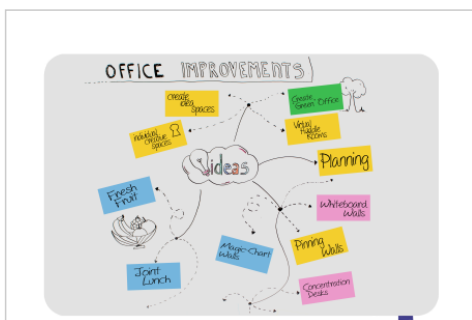 OFFICE IMPROVEMENTS
create
idea
spaces
Create
"Green" Office
individual
creative
spaces
Virtual
Huddle
Rooms
ideas
Planning
Fresh
Fruit
Whiteboard
Walls
Magic-Chart
Walls
Pinning
Walls
Joint
Lunch
Concentration
Desks